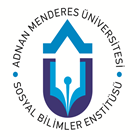 ADNAN MENDERES ÜNİVERSİTESİ
SOSYAL BİLİMLER ENSTİTÜSÜ